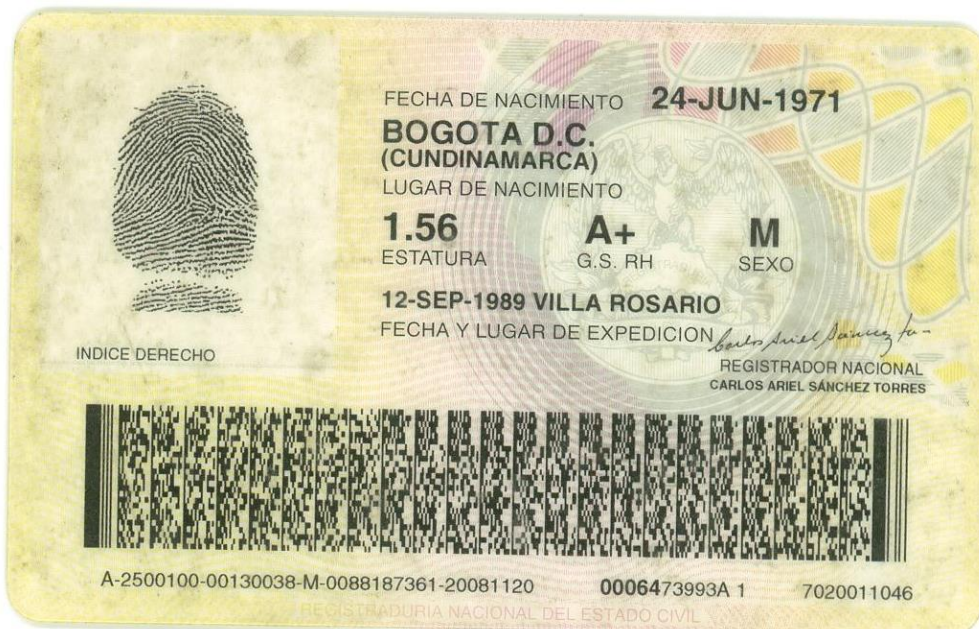 FECHA DE NACIMIENTO 24-JUN-1971
BOGOTA D.C.
(CUNDINAMARCA)
LUGAR DE NACIMIENTO
1.56 A+ M
ESTATURA G.S. RH SEXO
12-SEP-1989 VILLA ROSARIO
FECHA Y LUGAR DE EXPEDICION
INDICE DERECHO
REGISTRADOR NACIONAL
CARLOS ARIEL SÁNCHEZ TORRES
A-2500100-00130038-M-0088187361-20081120 0006473993A 1 7020011046
REGISTRADURIA NACIONAL DEL ESTADO CIVIL